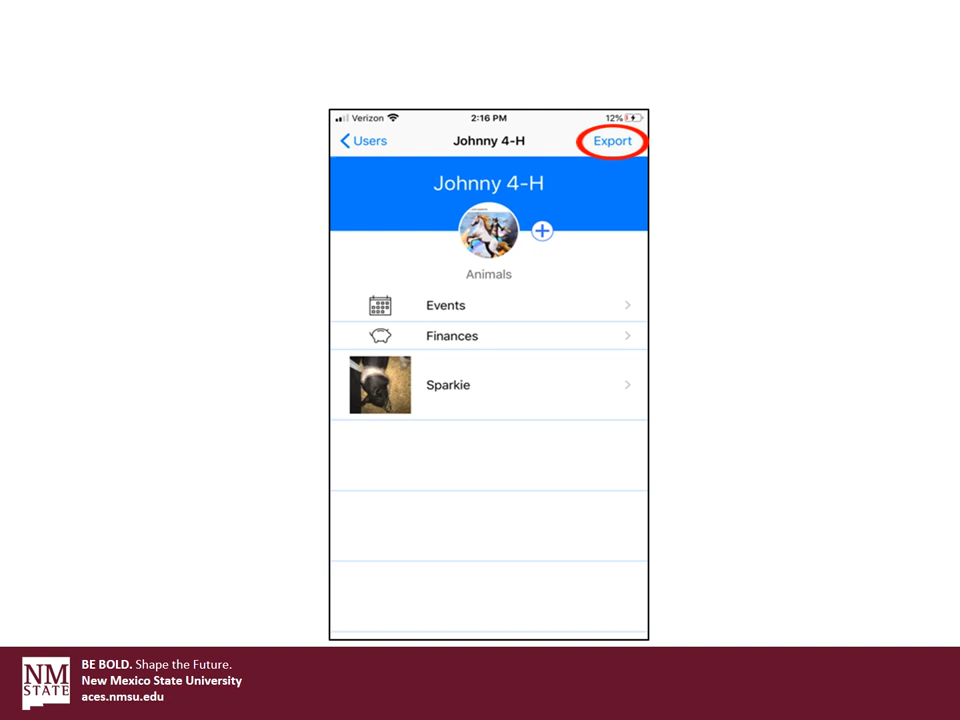 Verizon 2:16 PM 12%
Users Johnny 4-H Export
Johnny 4-H
Animals
Events
Finances
Sparkie
NM
STATE
BE BOLD. Shape the Future.
New Mexico State University
aces.nmsu.edu